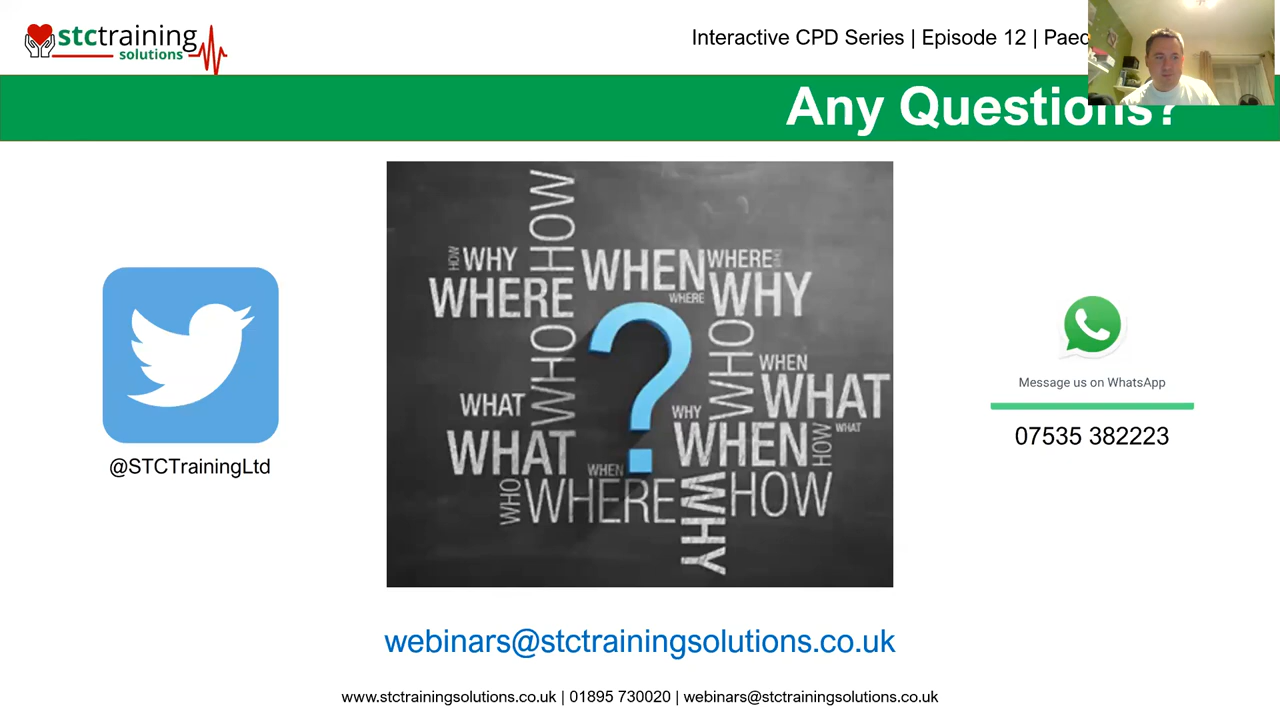 stctraining
solutions
Interactive CPD Series | Episode 12 |
Any Questions?
HOW
HOW
WHY
HOW
WHEN
WHERE
WHERE
WHERE
WHY
WHO
WHO
WHEN
WHAT
WHAT
WHY
WHAT
WHAT
WHEN
HOW
WHEN
WHO
WHERE
WHY
HOW
@STCTrainingLtd
Message us on WhatsApp
07535 382223
webinars@stctrainingsolutions.co.uk
www.stctrainingsolutions.co.uk | 01895 730020 | webinars@stctrainingsolutions.co.uk